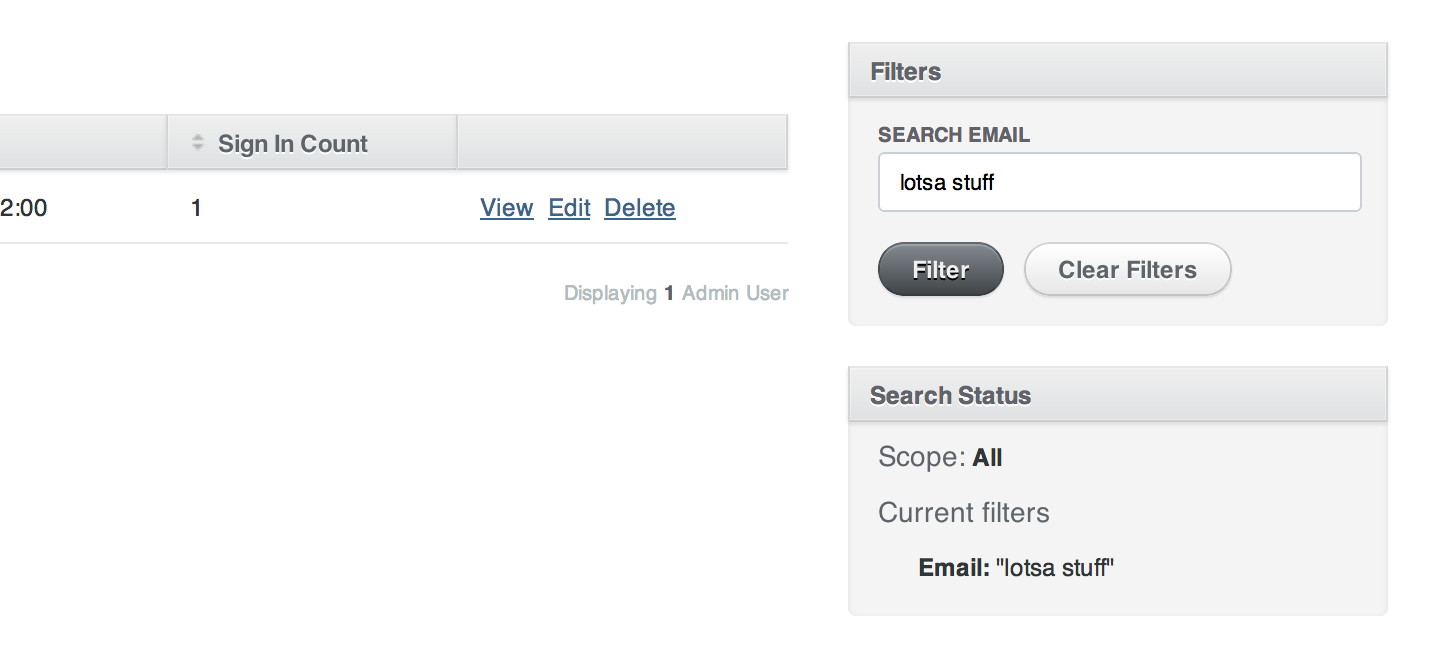 Sign In Count
2:00 1 View Edit Delete
Displaying 1 Admin User
Filters
SEARCH EMAIL
lotsa stuff
Filter Clear Filters
Search Status
Scope: All
Current filters
Email: "lotsa stuff"